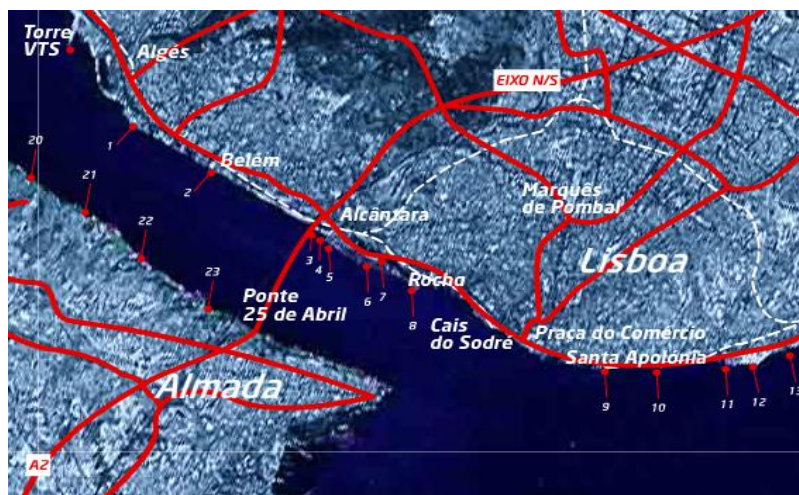 Torre
VTS
Algés
EIXO N/S
1
20
Belém
2
21
Marquês
de Pombal
Alcântara
22
3
4
5
Lisboa
6
7
Rocha
23
Ponte
25 de Abril
8
Cais
do Sodré
Praça do Comércio
Santa Apolónia
Almada
9
10
11
12
13
A2